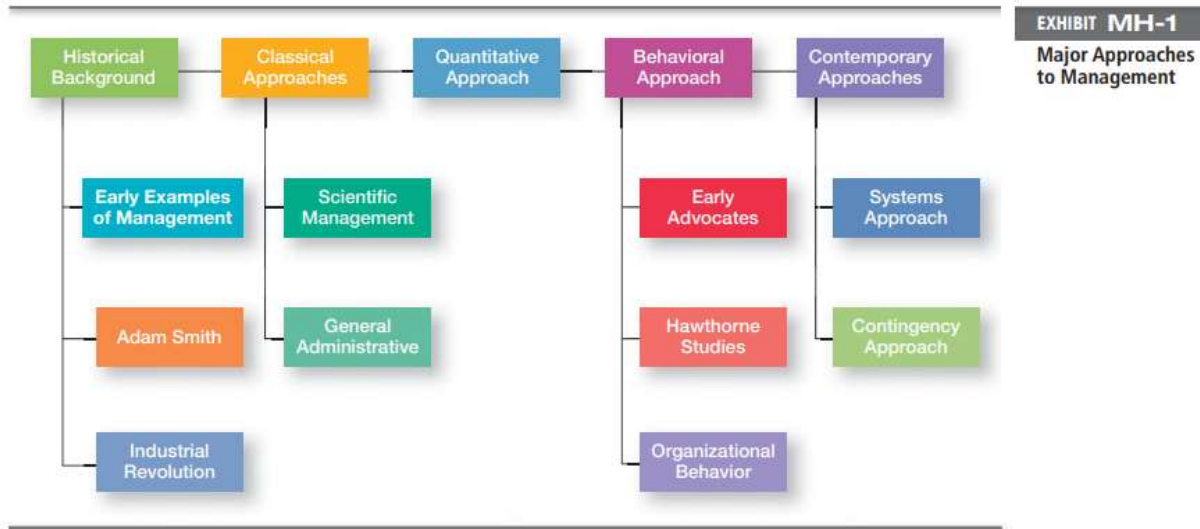 EXHIBIT MH-1
Major Approaches
to Management
Historical
Background
Classical
Approaches
Quantitative
Approach
Behavioral
Approach
Contemporary
Approaches
Early Examples
of Management
Scientific
Management
Early
Advocates
Systems
Approach
Adam Smith
General
Administrative
Hawthorne
Studies
Contingency
Approach
Industrial
Revolution
Organizational
Behavior